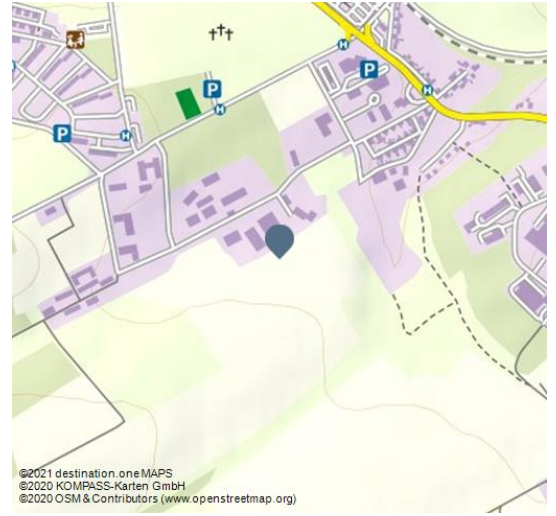 P
H
P
H
H
P
H
©2021 destination.one MAPS
©2020 KOMPASS-Karten GmbH
©2020 OSM & Contributors (www.openstreetmap.org)